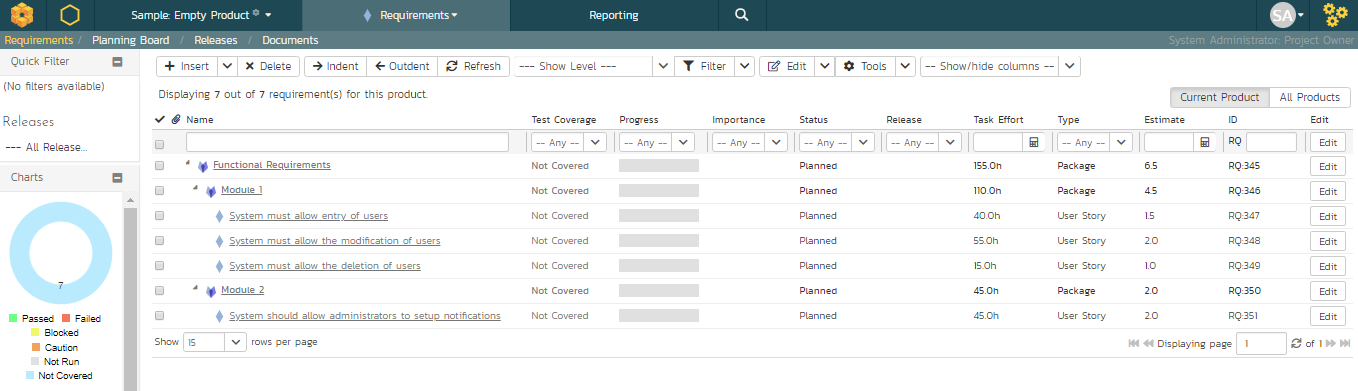 Sample: Empty Product Requirements Reporting SA
Requirements / Planning Board / Releases / Documents System Administrator: Project Owner
Quick Filter
(No filters available)
Releases
--- All Release...
Charts
7
Passed Failed
Blocked
Caution
Not Run
Not Covered
Insert Delete Indent Outdent Refresh --- Show Level --- Filter Edit Tools -- Show/hide columns --
Displaying 7 out of 7 requirement(s) for this product.
Current Product All Products
Name Test Coverage Progress Importance Status Release Task Effort Type Estimate ID Edit
-- Any -- -- Any -- -- Any -- -- Any -- -- Any -- -- Any -- RQ Edit
Functional Requirements Not Covered Planned 155.0h Package 6.5 RQ:345 Edit
Module 1 Not Covered Planned 110.0h Package 4.5 RQ:346 Edit
System must allow entry of users Not Covered Planned 40.0h User Story 1.5 RQ:347 Edit
System must allow the modification of users Not Covered Planned 55.0h User Story 2.0 RQ:348 Edit
System must allow the deletion of users Not Covered Planned 15.0h User Story 1.0 RQ:349 Edit
Module 2 Not Covered Planned 45.0h Package 2.0 RQ:350 Edit
System should allow administrators to setup notifications Not Covered Planned 45.0h User Story 2.0 RQ:351 Edit
Show 15 rows per page Displaying page 1 of 1